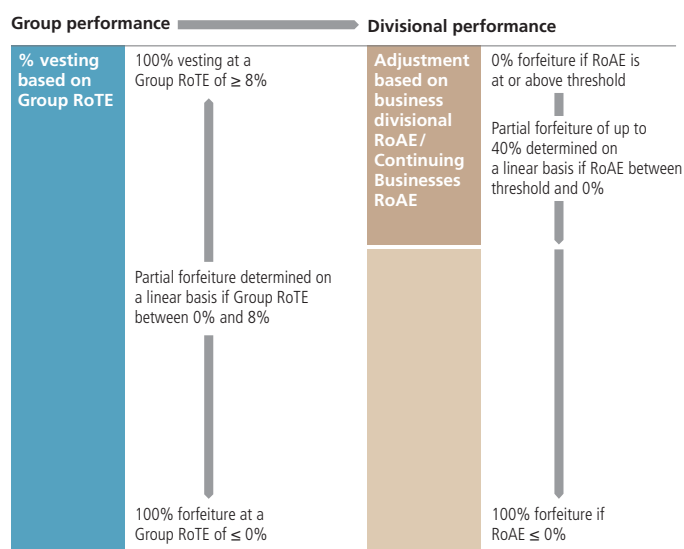 Group performance
Divisional performance
% vesting
based on
Group RoTE
100% vesting at a
Group RoTE of ≥ 8%
Partial forfeiture determined on
a linear basis if Group RoTE
between 0% and 8%
100% forfeiture at a
Group RoTE of ≤ 0%
Adjustment
based on
business
divisional
RoAE /
Continuing
Businesses
RoAE
0% forfeiture if RoAE is
at or above threshold
Partial forfeiture of up to
40% determined on
a linear basis if RoAE between
threshold and 0%
100% forfeiture if
RoAE ≤ 0%